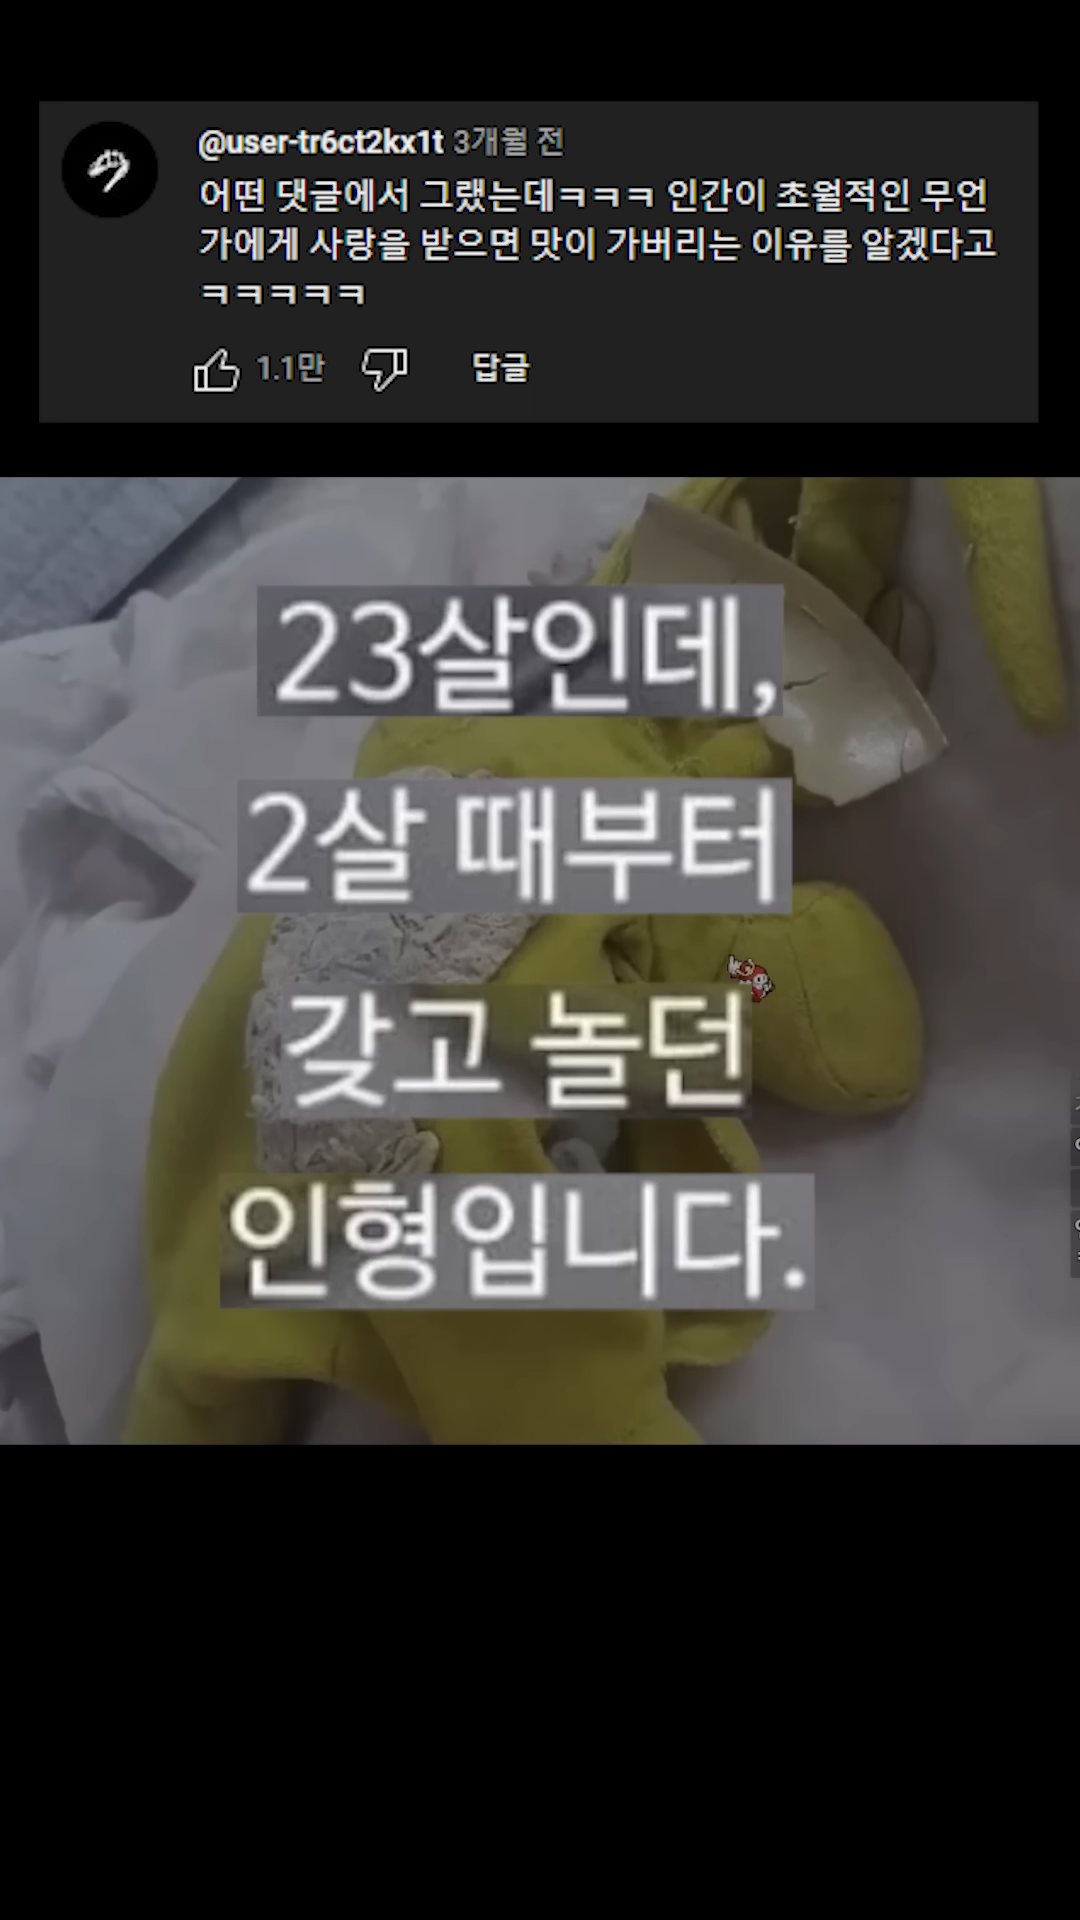 @user-tr6ct2kx1t 3개월 전
어떤 댓글에서 그랬는데ㅋㅋㅋ 인간이 초월적인 무언
가에게 사랑을 받으면 맛이 가버리는 이유를 알겠다고
ㅋㅋㅋㅋㅋ
1.1만 답글
23살인데,
2살 때부터
갖고 놀던
인형입니다.